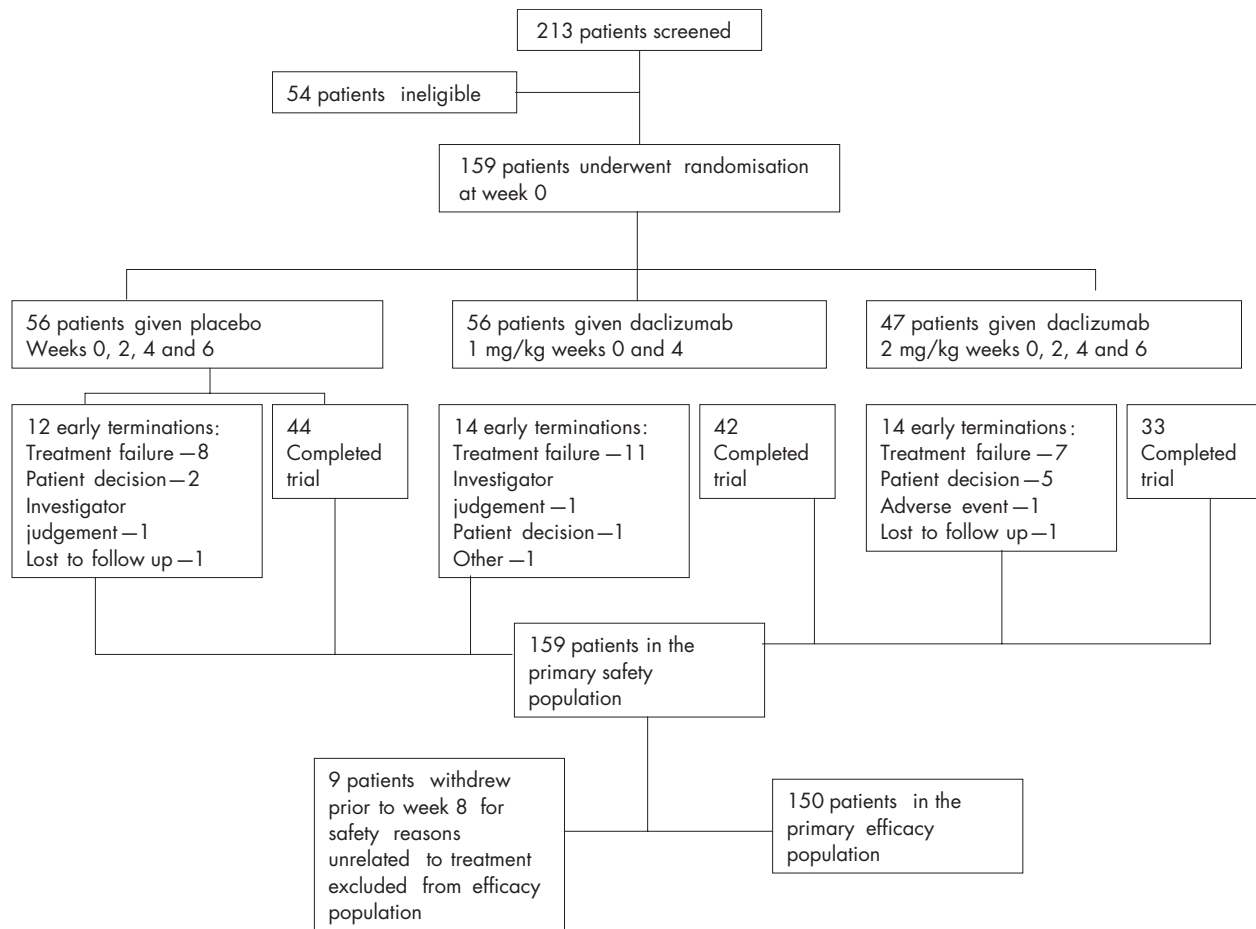 213 patients screened
54 patients ineligible
159 patients underwent randomisation
at week 0
56 patients given placebo
Weeks 0, 2, 4 and 6
56 patients given daclizumab
1 mg/kg weeks 0 and 4
47 patients given daclizumab
2 mg/kg weeks 0, 2, 4 and 6
12 early terminations:
Treatment failure —8
Patient decision—2
Investigator
judgement—1
Lost to follow up—1
44
Completed
trial
14 early terminations:
Treatment failure —11
Investigator
judgement —1
Patient decision—1
Other —1
42
Completed
trial
14 early terminations:
Treatment failure —7
Patient decision—5
Adverse event—1
Lost to follow up—1
33
Completed
trial
159 patients in the
primary safety
population
9 patients withdrew
prior to week 8 for
safety reasons
unrelated to treatment
excluded from efficacy
population
150 patients in the
primary efficacy
population